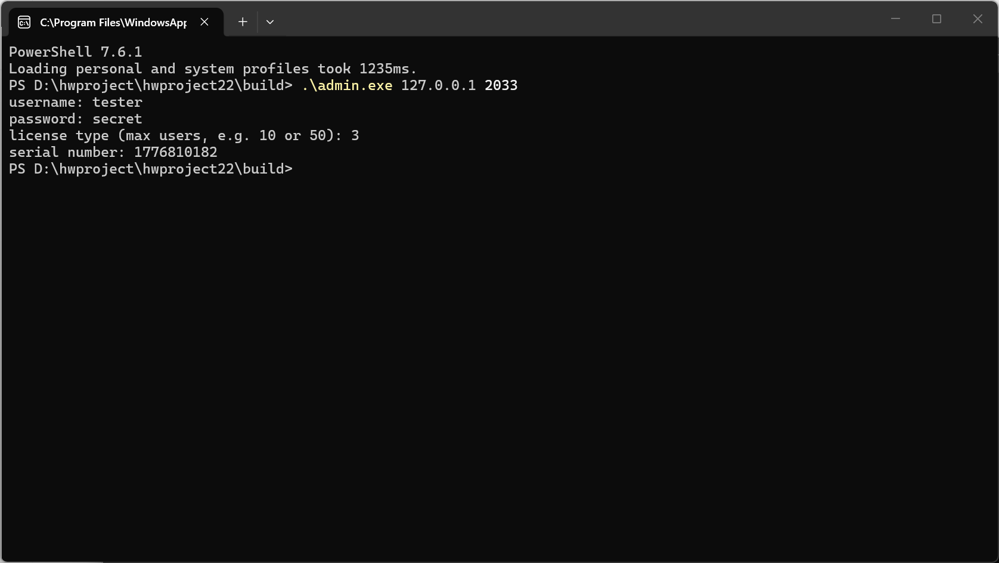 C:\Program Files\WindowsApp
PowerShell 7.6.1
Loading personal and system profiles took 1235ms.
PS D:\hwproject\hwproject22\build> .\admin.exe 127.0.0.1 2033
username: tester
password: secret
license type (max users, e.g. 10 or 50): 3
serial number: 1776810182
PS D:\hwproject\hwproject22\build>